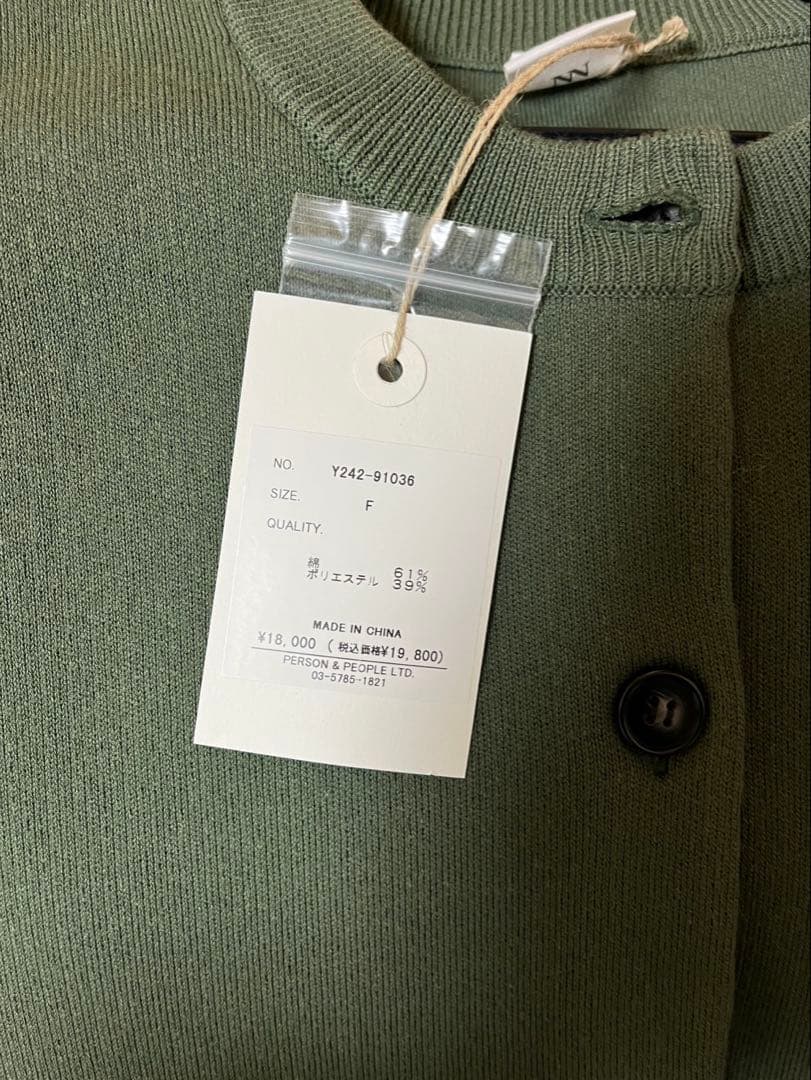 NO. Y242-91036
SIZE. F
QUALITY.
綿 61%
ポリエステル 39%
MADE IN CHINA
¥18,000 (税込価格¥19,800)
PERSON & PEOPLE LTD.
03-5785-1821